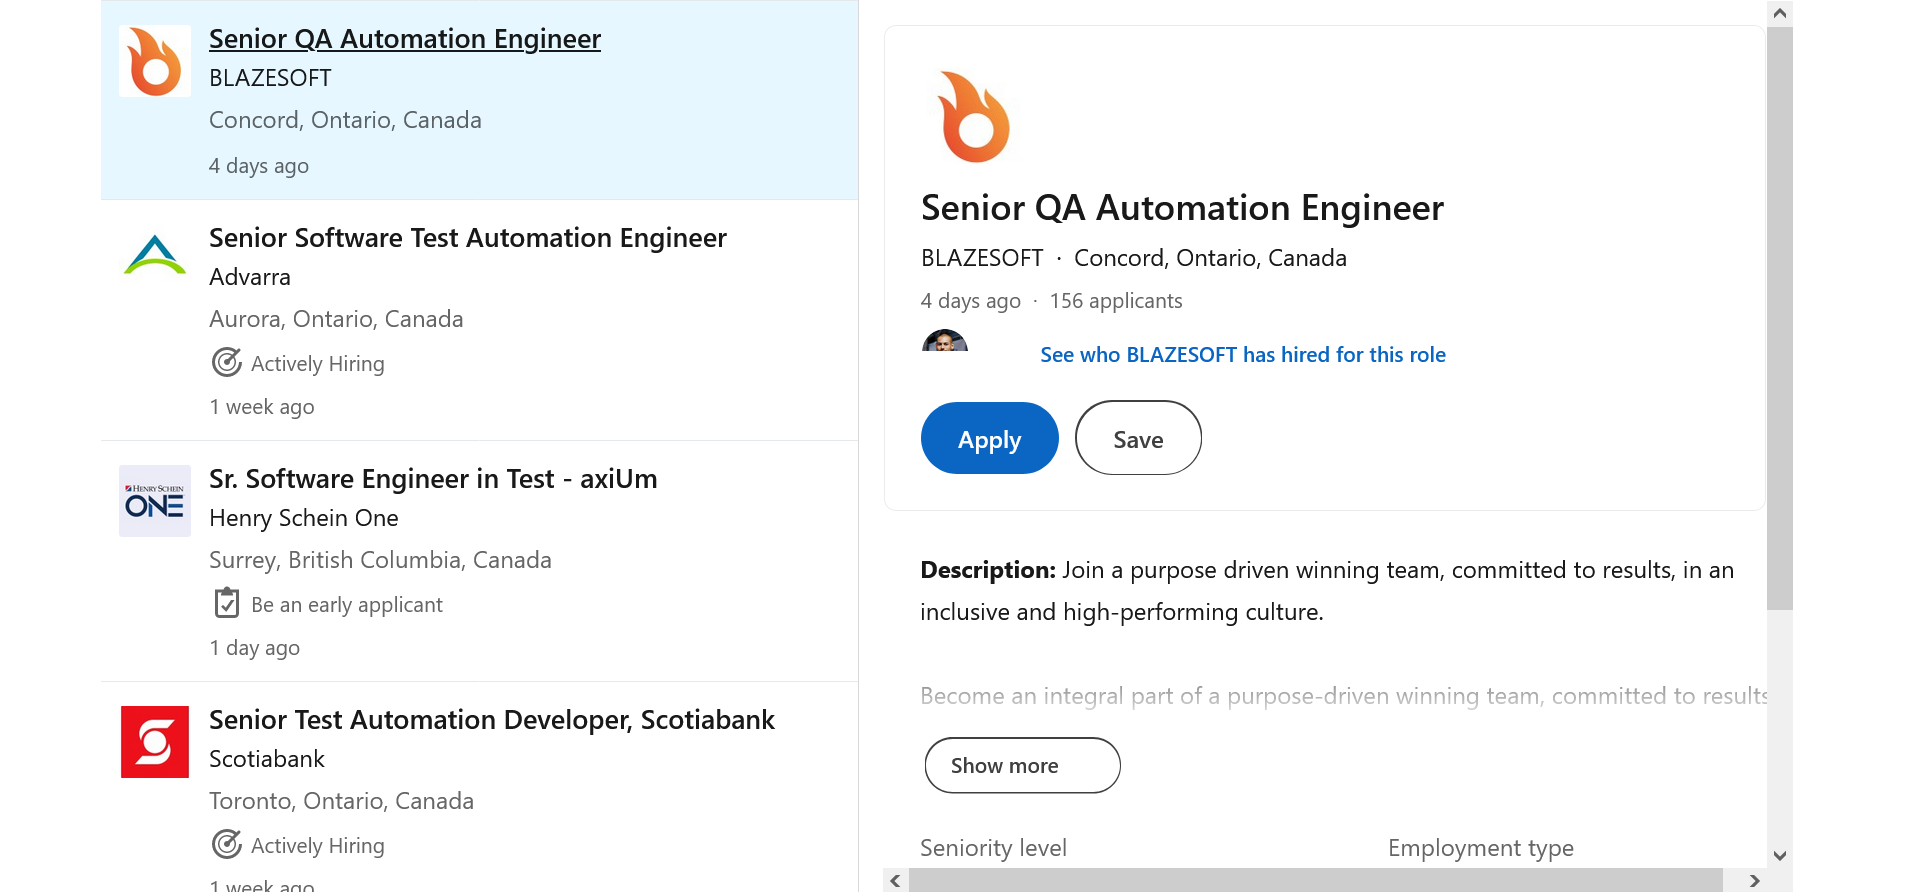 Senior QA Automation Engineer
BLAZESOFT
Concord, Ontario, Canada
4 days ago
Senior Software Test Automation Engineer
Advarra
Aurora, Ontario, Canada
Actively Hiring
1 week ago
HENRY SCHEIN
ONE
Sr. Software Engineer in Test - axiUm
Henry Schein One
Surrey, British Columbia, Canada
Be an early applicant
1 day ago
Senior Test Automation Developer, Scotiabank
Scotiabank
Toronto, Ontario, Canada
Actively Hiring
1 week ago
Senior QA Automation Engineer
BLAZESOFT · Concord, Ontario, Canada
4 days ago · 156 applicants
See who BLAZESOFT has hired for this role
Apply
Save
Description: Join a purpose driven winning team, committed to results, in an
inclusive and high-performing culture.
Become an integral part of a purpose-driven winning team, committed to results
Show more
Seniority level
Employment type